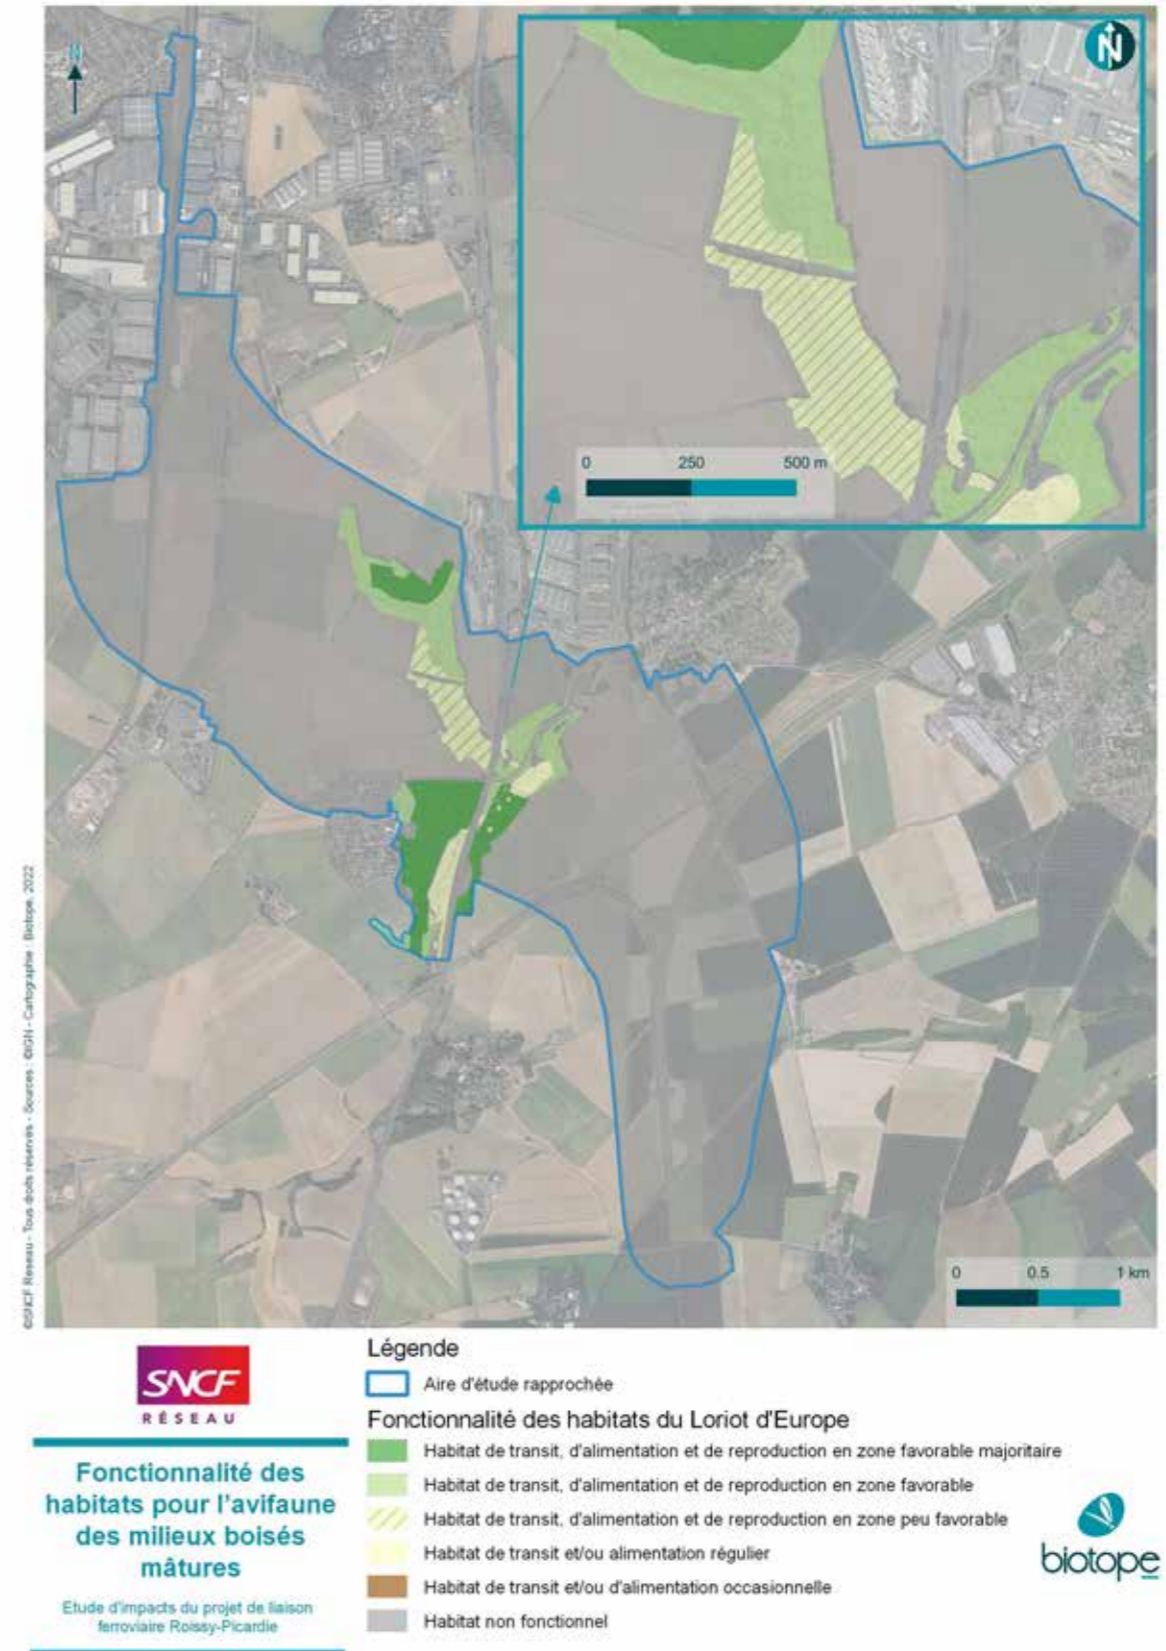 N
N
0 250 500 m
0 0.5 1 km
©SNCF Réseau - Tous droits réservés - Sources : ©IGN - Cartographie : Biotope, 2022
SNCF
RÉSEAU
Fonctionnalité des
habitats pour l'avifaune
des milieux boisés
mâtures
Etude d'impacts du projet de liaison
ferroviaire Roissy-Picardie
Légende
Aire d'étude rapprochée
Fonctionnalité des habitats du Loriot d'Europe
Habitat de transit, d'alimentation et de reproduction en zone favorable majoritaire
Habitat de transit, d'alimentation et de reproduction en zone favorable
Habitat de transit, d'alimentation et de reproduction en zone peu favorable
Habitat de transit et/ou alimentation régulier
Habitat de transit et/ou d'alimentation occasionnelle
Habitat non fonctionnel
biotope